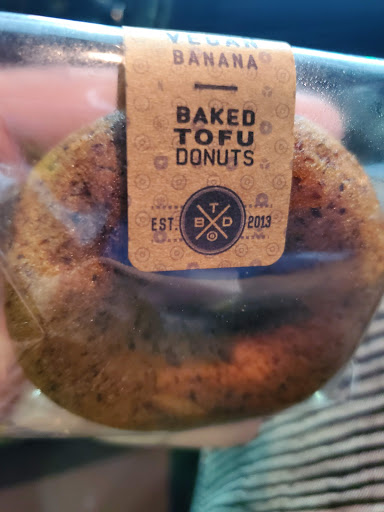 VEGAN
BANANA
BAKED
TOFU
DONUTS
EST. 2013
T
B D
O